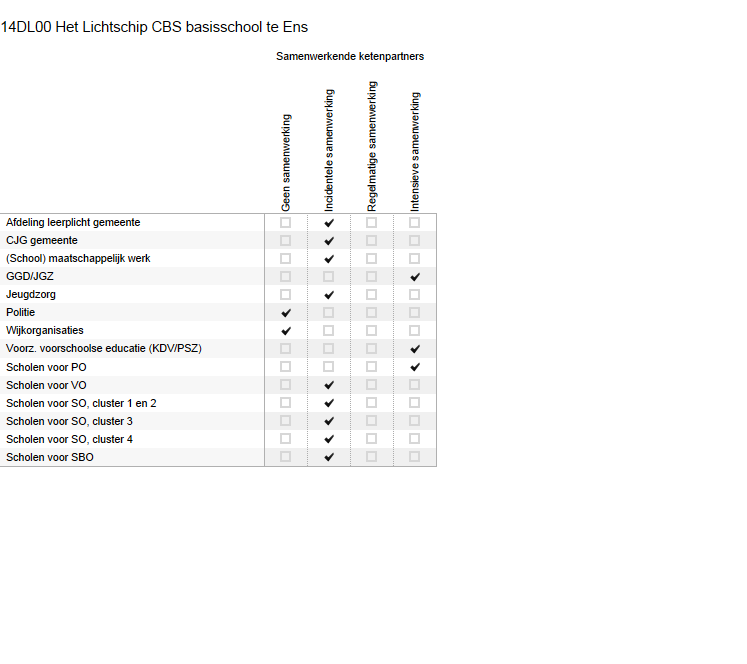 14DL00 Het Lichtschip CBS basisschool te Ens
Samenwerkende ketenpartners
Geen samenwerking
Incidentele samenwerking
Regelmatige samenwerking
Intensieve samenwerking
Afdeling leerplicht gemeente
CJG gemeente
(School) maatschappelijk werk
GGD/JGZ
Jeugdzorg
Politie
Wijkorganisaties
Voorz. voorschoolse educatie (KDV/PSZ)
Scholen voor PO
Scholen voor VO
Scholen voor SO, cluster 1 en 2
Scholen voor SO, cluster 3
Scholen voor SO, cluster 4
Scholen voor SBO